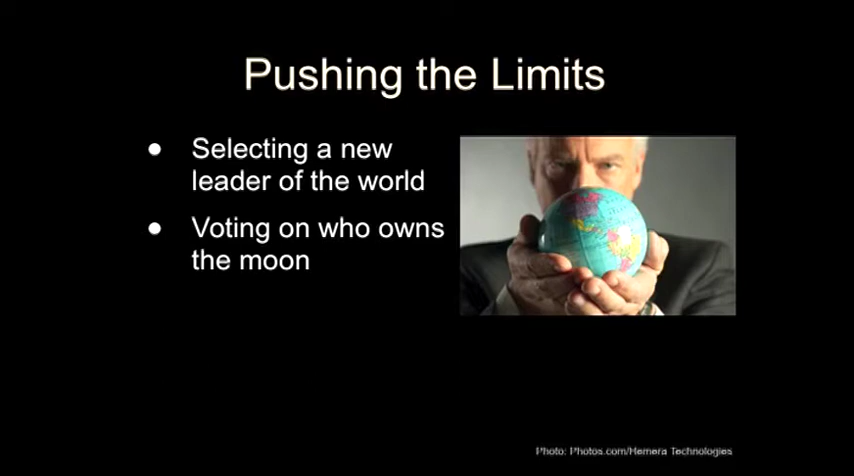 Pushing the Limits
● Selecting a new
leader of the world
● Voting on who owns
the moon
Photo: Photos.com/Hemera Technologies